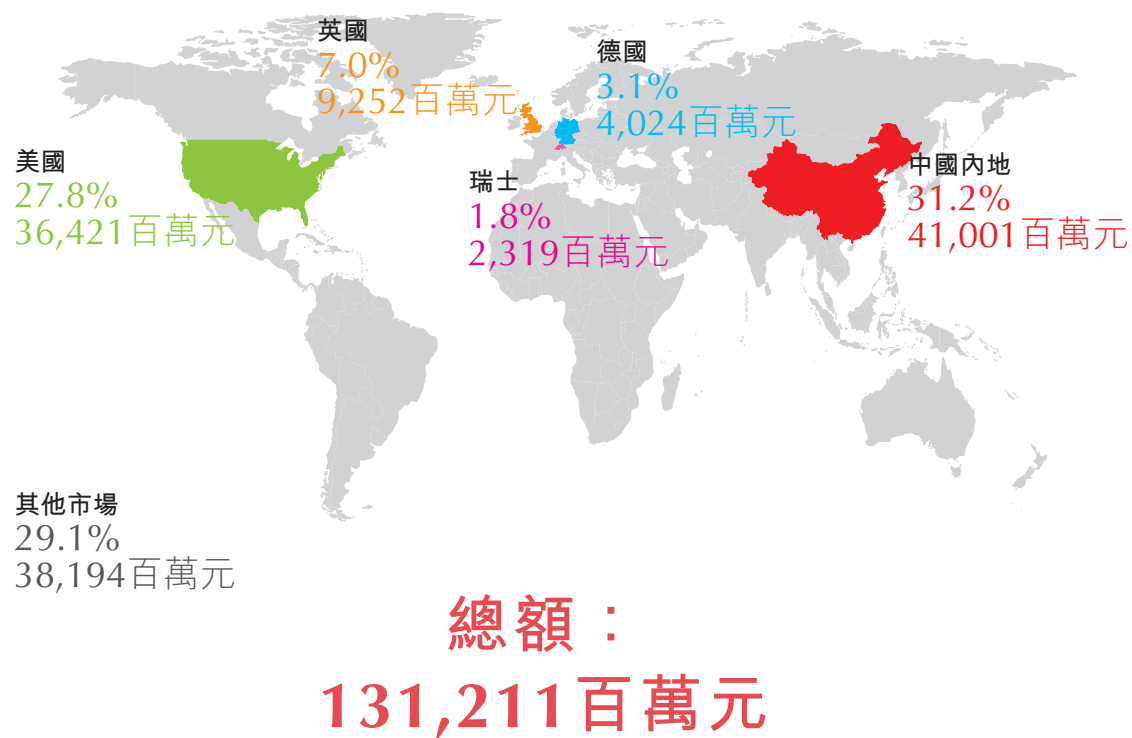 英國
7.0%
9,252百萬元
德國
3.1%
4,024百萬元
美國
27.8%
36,421百萬元
瑞士
1.8%
2,319百萬元
中國內地
31.2%
41,001百萬元
其他市場
29.1%
38,194百萬元
總額：
131,211百萬元